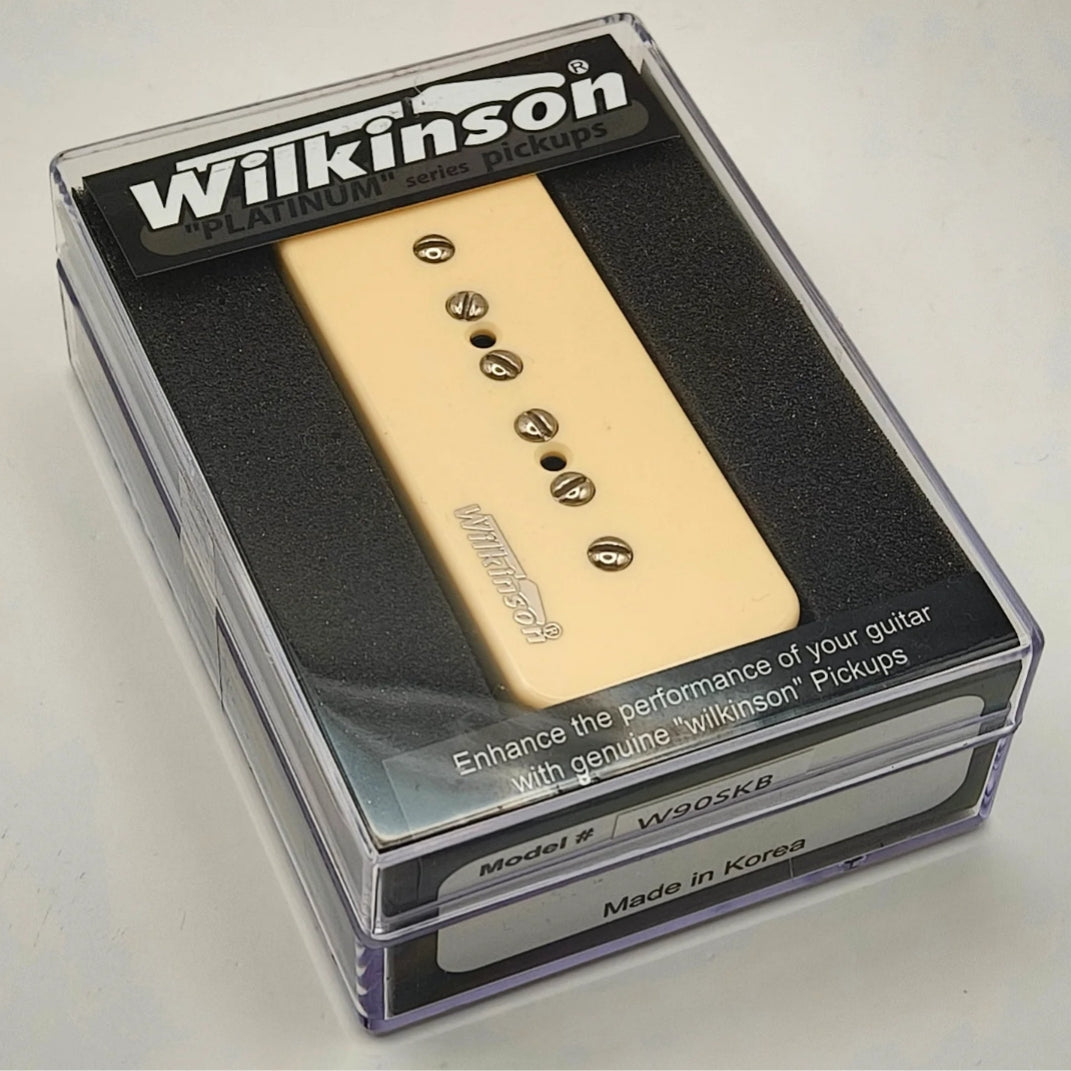 Wilkinson®
"PLATINUM" series pickups
Wilkinson®
Enhance the performance of your guitar
with genuine "wilkinson" Pickups
Model # W90SKB
Made in Korea